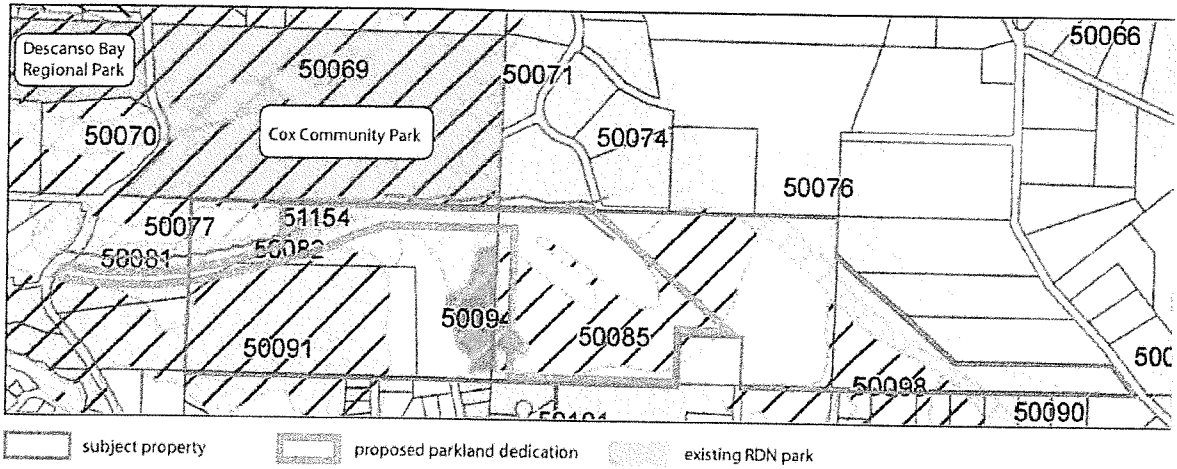 50066
Descanso Bay
Regional Park
50069
50071
50070
Cox Community Park
50074
50076
50077
51154
50081
50082
50094
50085
50091
50098
50090
subject property
proposed parkland dedication
existing RDN park